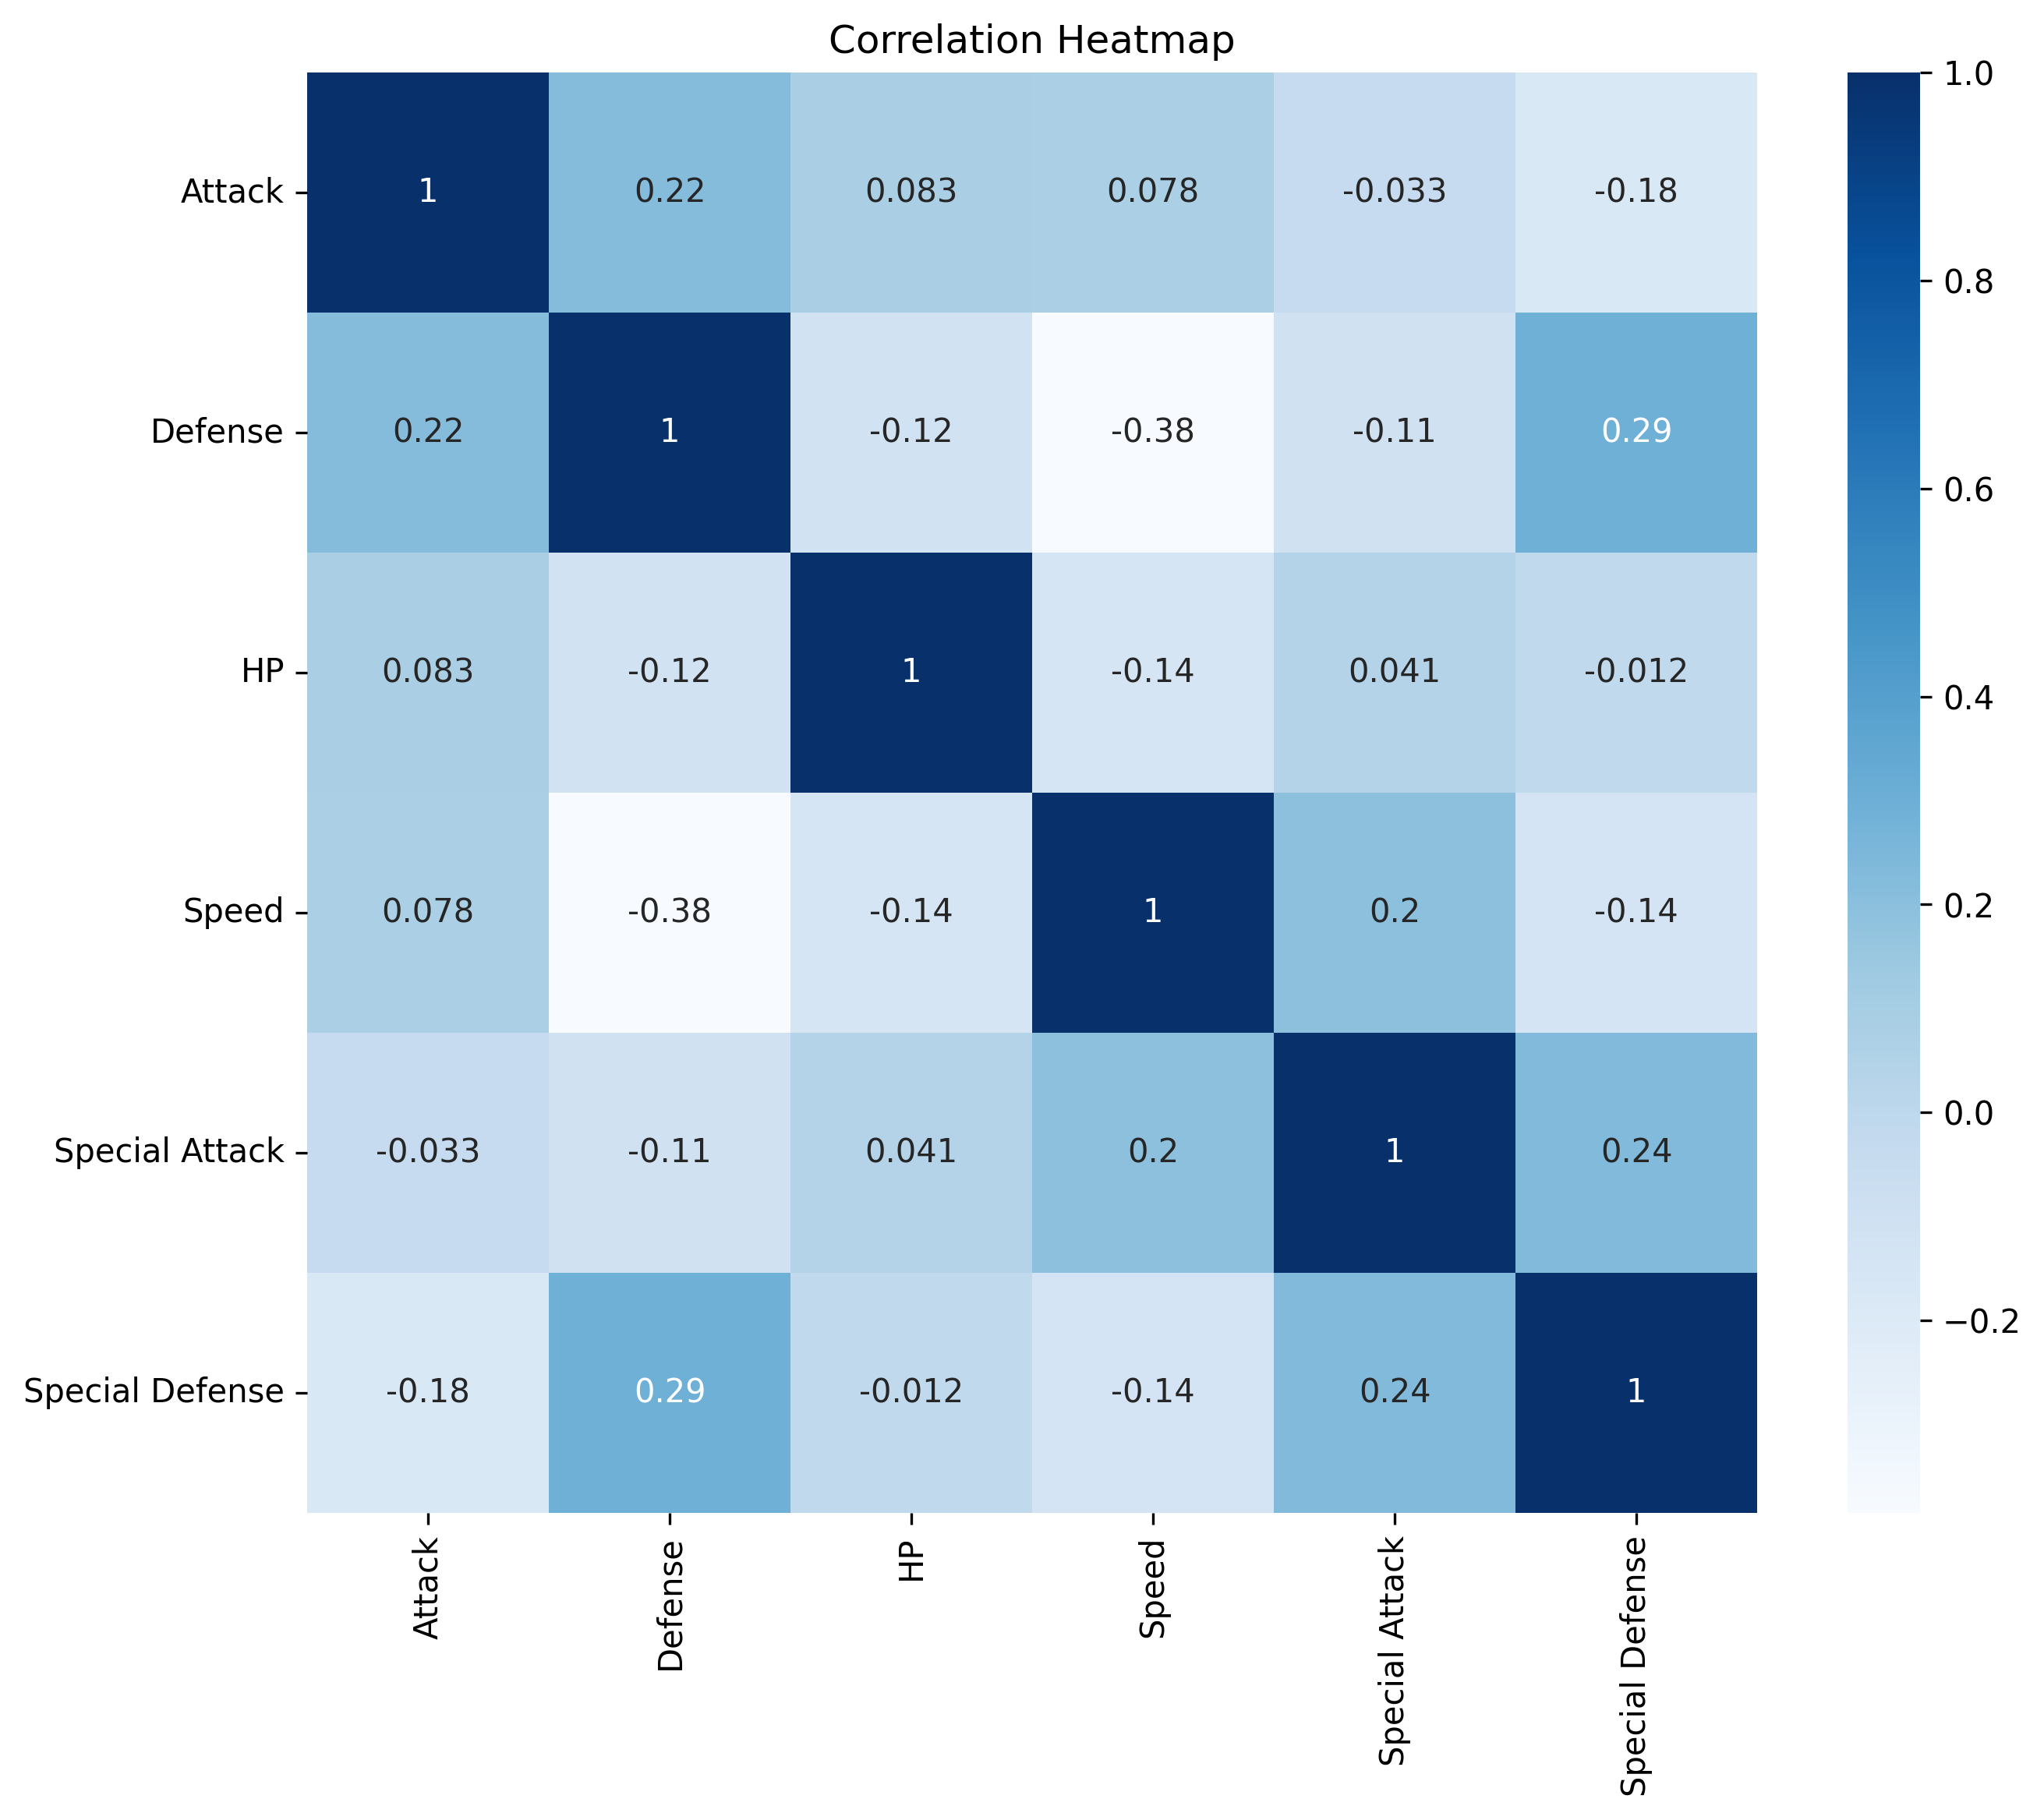 Correlation Heatmap
Attack 1 0.22 0.083 0.078 -0.033 -0.18
Defense 0.22 1 -0.12 -0.38 -0.11 0.29
HP 0.083 -0.12 1 -0.14 0.041 -0.012
Speed 0.078 -0.38 -0.14 1 0.2 -0.14
Special Attack -0.033 -0.11 0.041 0.2 1 0.24
Special Defense -0.18 0.29 -0.012 -0.14 0.24 1
Attack
Defense
HP
Speed
Special Attack
Special Defense
1.0
0.8
0.6
0.4
0.2
0.0
−0.2